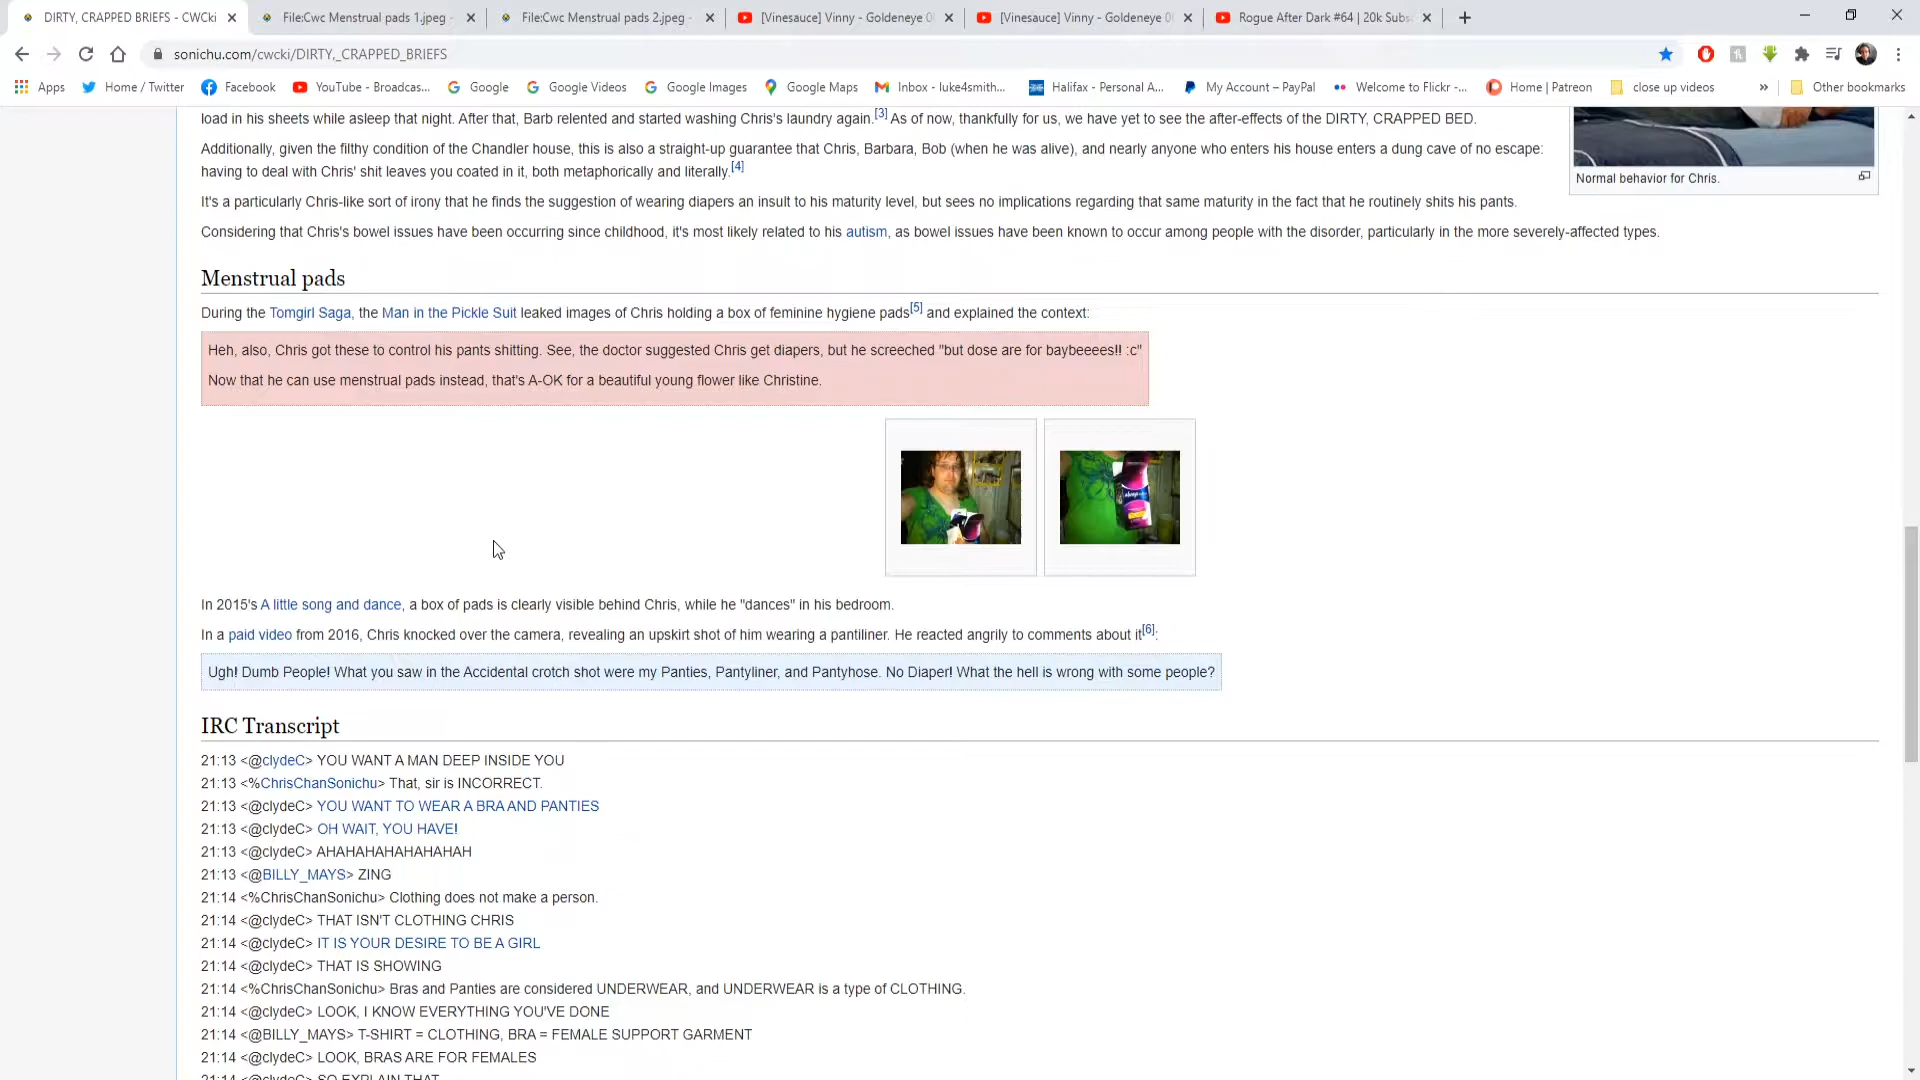 DIRTY, CRAPPED BRIEFS - CWCki
File:Cwc Menstrual pads 1.jpeg -
File:Cwc Menstrual pads 2.jpeg -
[Vinesauce] Vinny - Goldeneye 0
[Vinesauce] Vinny - Goldeneye 0
Rogue After Dark #64 | 20k Subs
sonichu.com/cwcki/DIRTY,_CRAPPED_BRIEFS
Apps
Home / Twitter
Facebook
YouTube - Broadcas...
Google
Google Videos
Google Images
Google Maps
Inbox - luke4smith...
Halifax - Personal A...
My Account – PayPal
Welcome to Flickr -...
Home | Patreon
close up videos
»
Other bookmarks
load in his sheets while asleep that night. After that, Barb relented and started washing Chris's laundry again.[3] As of now, thankfully for us, we have yet to see the after-effects of the DIRTY, CRAPPED BED.
Additionally, given the filthy condition of the Chandler house, this is also a straight-up guarantee that Chris, Barbara, Bob (when he was alive), and nearly anyone who enters his house enters a dung cave of no escape:
having to deal with Chris' shit leaves you coated in it, both metaphorically and literally.[4]
Normal behavior for Chris.
It's a particularly Chris-like sort of irony that he finds the suggestion of wearing diapers an insult to his maturity level, but sees no implications regarding that same maturity in the fact that he routinely shits his pants.
Considering that Chris's bowel issues have been occurring since childhood, it's most likely related to his autism, as bowel issues have been known to occur among people with the disorder, particularly in the more severely-affected types.
Menstrual pads
During the Tomgirl Saga, the Man in the Pickle Suit leaked images of Chris holding a box of feminine hygiene pads[5] and explained the context:
Heh, also, Chris got these to control his pants shitting. See, the doctor suggested Chris get diapers, but he screeched "but dose are for baybeeees!! :c"
Now that he can use menstrual pads instead, that's A-OK for a beautiful young flower like Christine.
always
In 2015's A little song and dance, a box of pads is clearly visible behind Chris, while he "dances" in his bedroom.
In a paid video from 2016, Chris knocked over the camera, revealing an upskirt shot of him wearing a pantiliner. He reacted angrily to comments about it[6]:
Ugh! Dumb People! What you saw in the Accidental crotch shot were my Panties, Pantyliner, and Pantyhose. No Diaper! What the hell is wrong with some people?
IRC Transcript
21:13 <@clydeC> YOU WANT A MAN DEEP INSIDE YOU
21:13 <%ChrisChanSonichu> That, sir is INCORRECT.
21:13 <@clydeC> YOU WANT TO WEAR A BRA AND PANTIES
21:13 <@clydeC> OH WAIT, YOU HAVE!
21:13 <@clydeC> AHAHAHAHAHAHAHAH
21:13 <@BILLY_MAYS> ZING
21:14 <%ChrisChanSonichu> Clothing does not make a person.
21:14 <@clydeC> THAT ISN'T CLOTHING CHRIS
21:14 <@clydeC> IT IS YOUR DESIRE TO BE A GIRL
21:14 <@clydeC> THAT IS SHOWING
21:14 <%ChrisChanSonichu> Bras and Panties are considered UNDERWEAR, and UNDERWEAR is a type of CLOTHING.
21:14 <@clydeC> LOOK, I KNOW EVERYTHING YOU'VE DONE
21:14 <@BILLY_MAYS> T-SHIRT = CLOTHING, BRA = FEMALE SUPPORT GARMENT
21:14 <@clydeC> LOOK, BRAS ARE FOR FEMALES
21:14 <@clydeC> SO EXPLAIN THAT